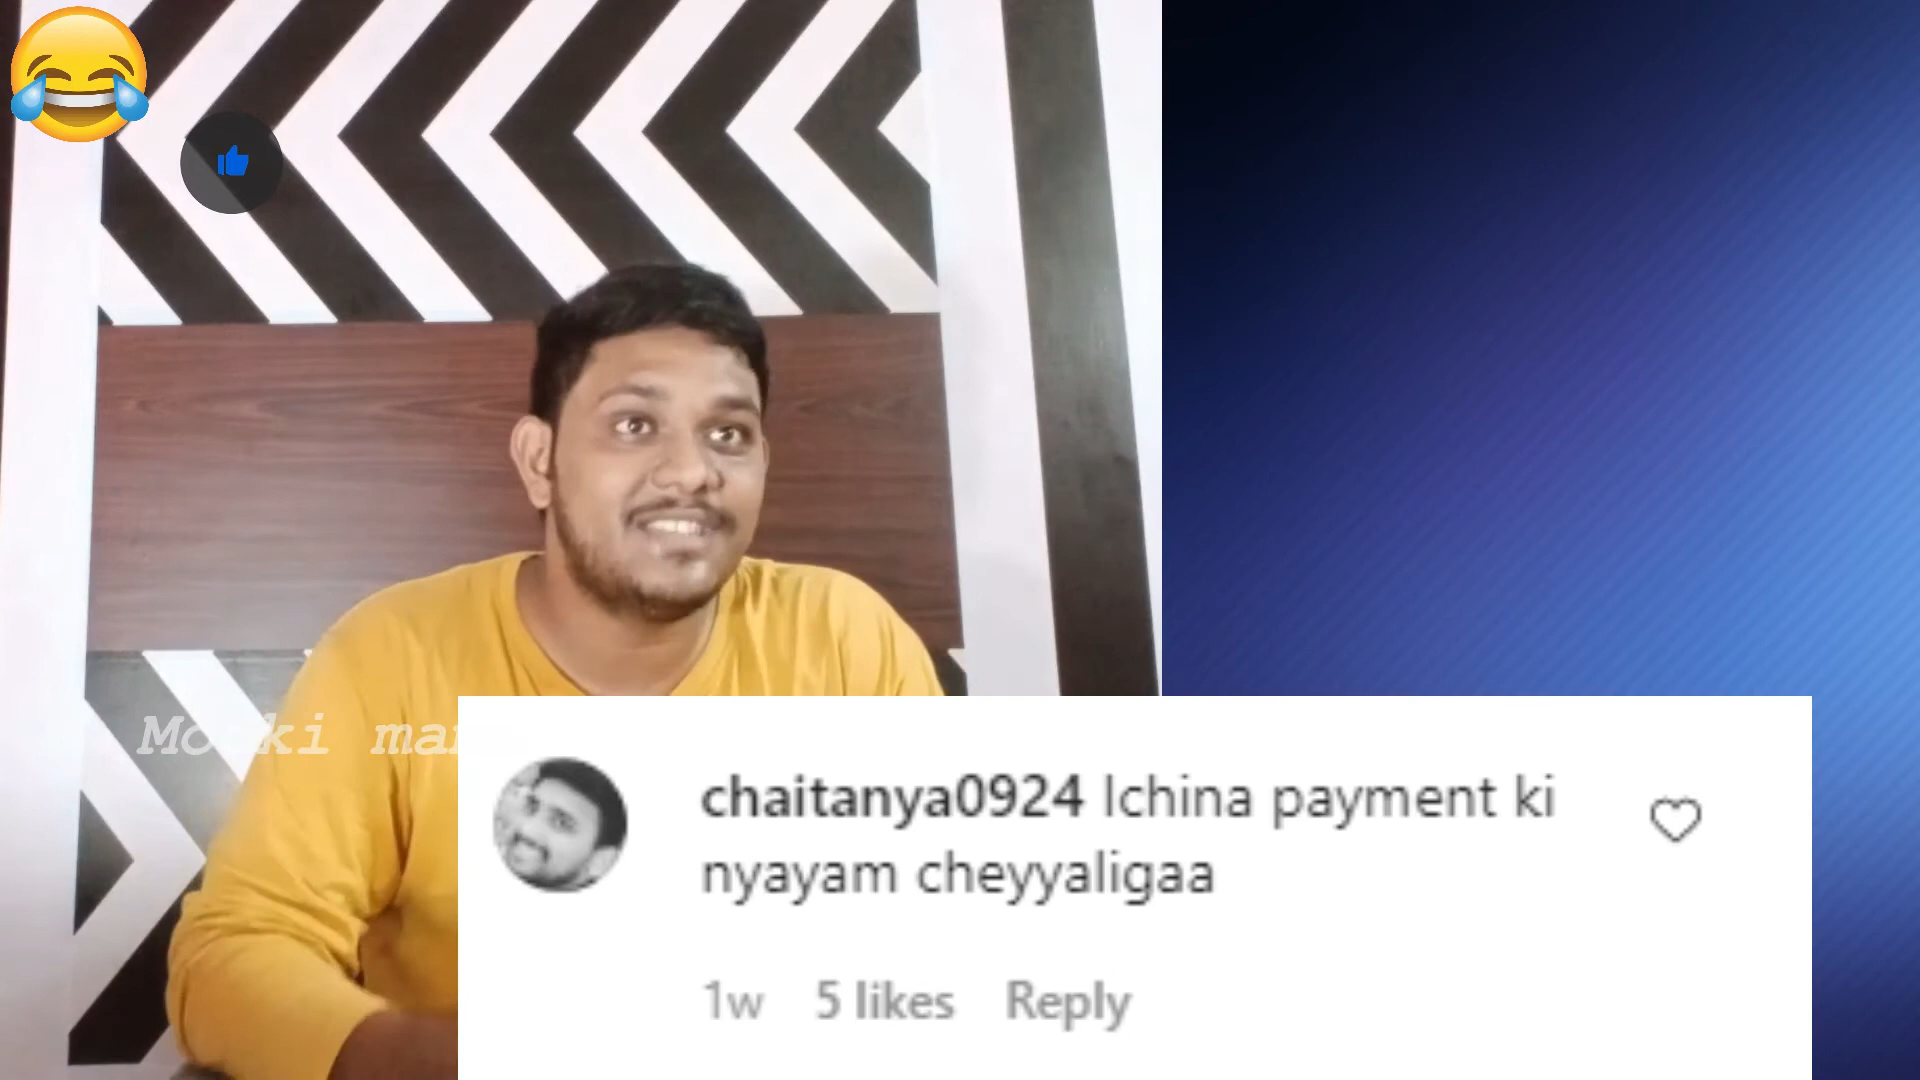 chaitanya0924 Ichina payment ki
nyayam cheyyaligaa
1w 5 likes Reply